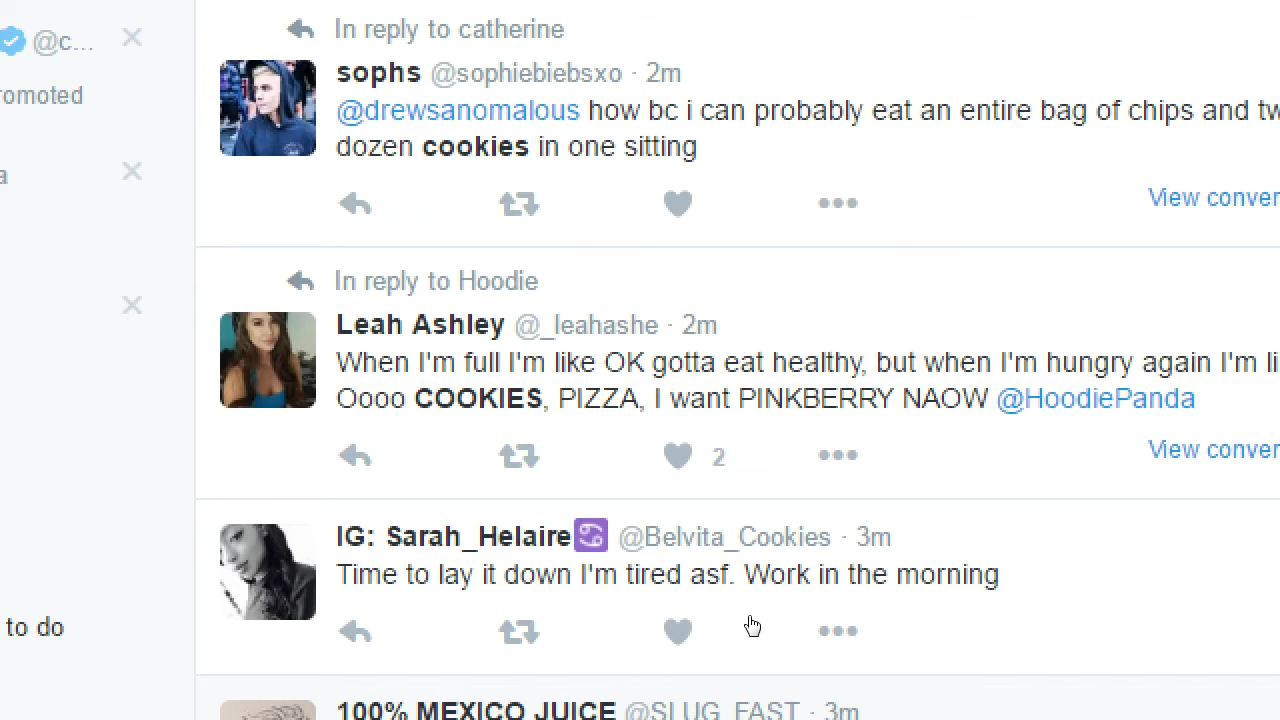 @c...
romoted
a
to do
In reply to catherine
sophs @sophiebiebsxo · 2m
@drewsanomalous how bc i can probably eat an entire bag of chips and tw
dozen cookies in one sitting
View conver
In reply to Hoodie
Leah Ashley @_leahashe · 2m
When I'm full I'm like OK gotta eat healthy, but when I'm hungry again I'm li
Oooo COOKIES, PIZZA, I want PINKBERRY NAOW @HoodiePanda
2
View conver
IG: Sarah_Helaire♋ @Belvita_Cookies · 3m
Time to lay it down I'm tired asf. Work in the morning
100% MEXICO JUICE @SLUG_FAST · 3m